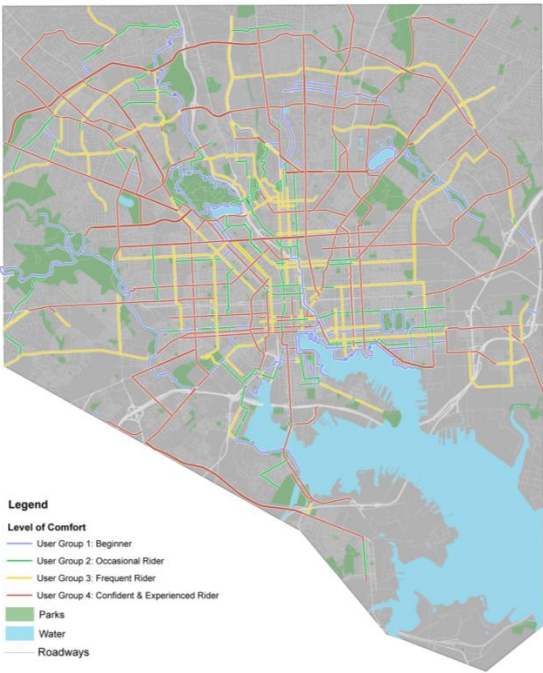 Legend
Level of Comfort
User Group 1: Beginner
User Group 2: Occasional Rider
User Group 3: Frequent Rider
User Group 4: Confident & Experienced Rider
Parks
Water
Roadways